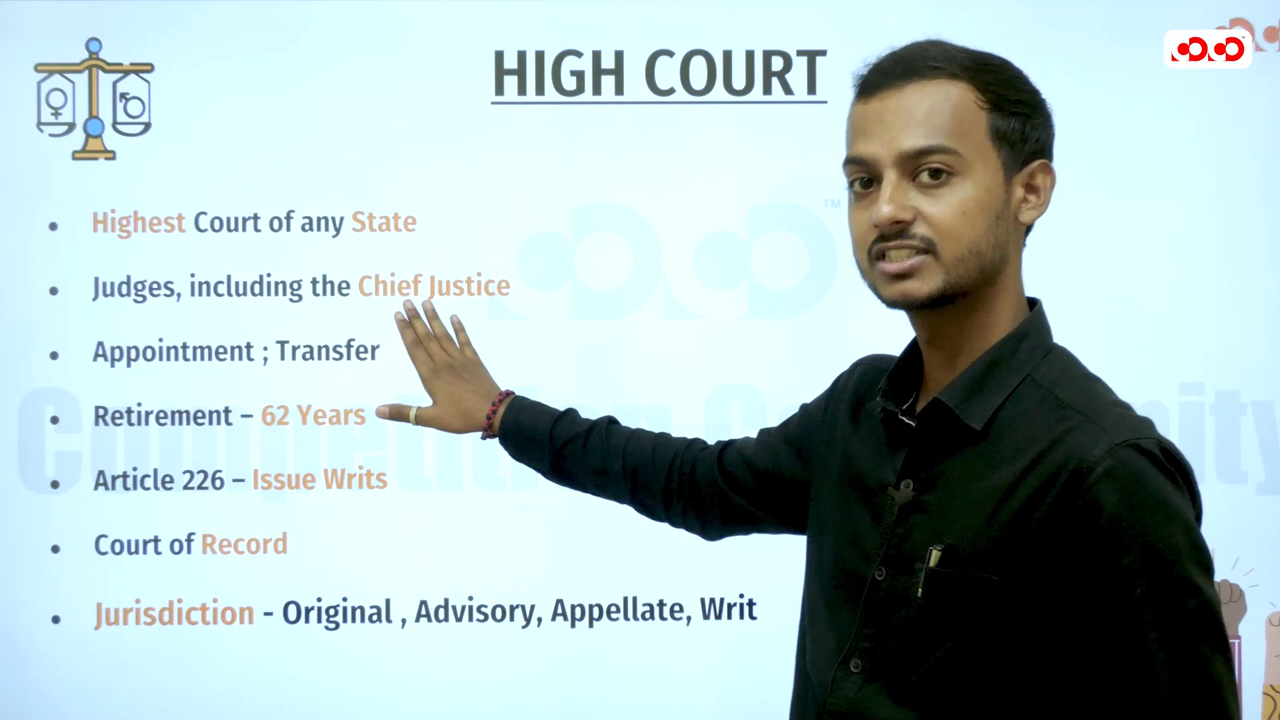 HIGH COURT
TM
Highest Court of any State
Judges, including the Chief Justice
Appointment ; Transfer
Retirement – 62 Years
Article 226 – Issue Writs
Court of Record
Jurisdiction - Original , Advisory, Appellate, Writ